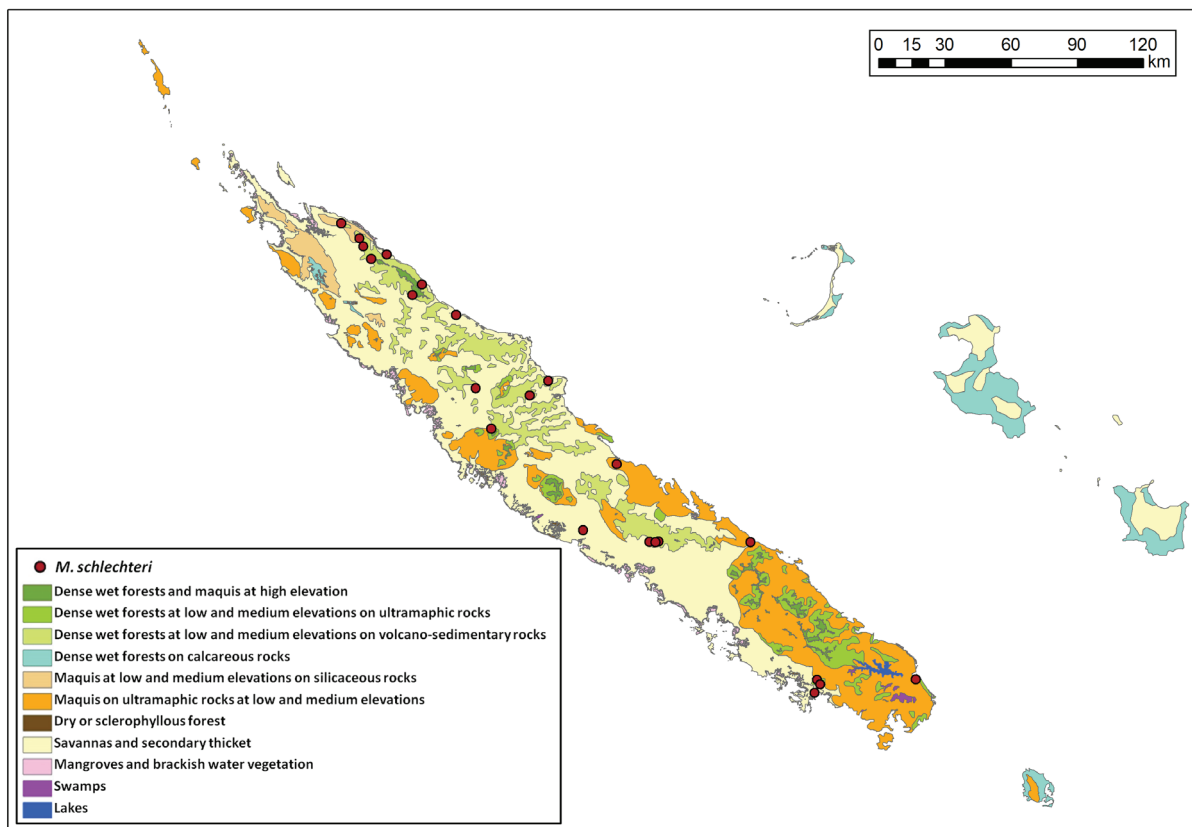 0 15 30 60 90 120
km
M. schlechteri
Dense wet forests and maquis at high elevation
Dense wet forests at low and medium elevations on ultramaphic rocks
Dense wet forests at low and medium elevations on volcano-sedimentary rocks
Dense wet forests on calcareous rocks
Maquis at low and medium elevations on silicaceous rocks
Maquis on ultramaphic rocks at low and medium elevations
Dry or sclerophyllous forest
Savannas and secondary thicket
Mangroves and brackish water vegetation
Swamps
Lakes